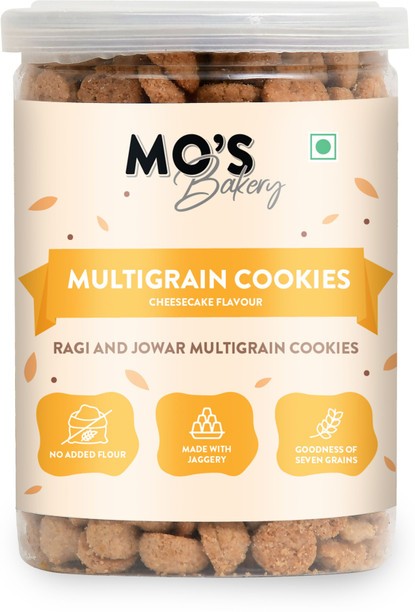 MO'S
Bakery
MULTIGRAIN COOKIES
CHEESECAKE FLAVOUR
RAGI AND JOWAR MULTIGRAIN COOKIES
NO ADDED FLOUR
MADE WITH
JAGGERY
GOODNESS OF
SEVEN GRAINS